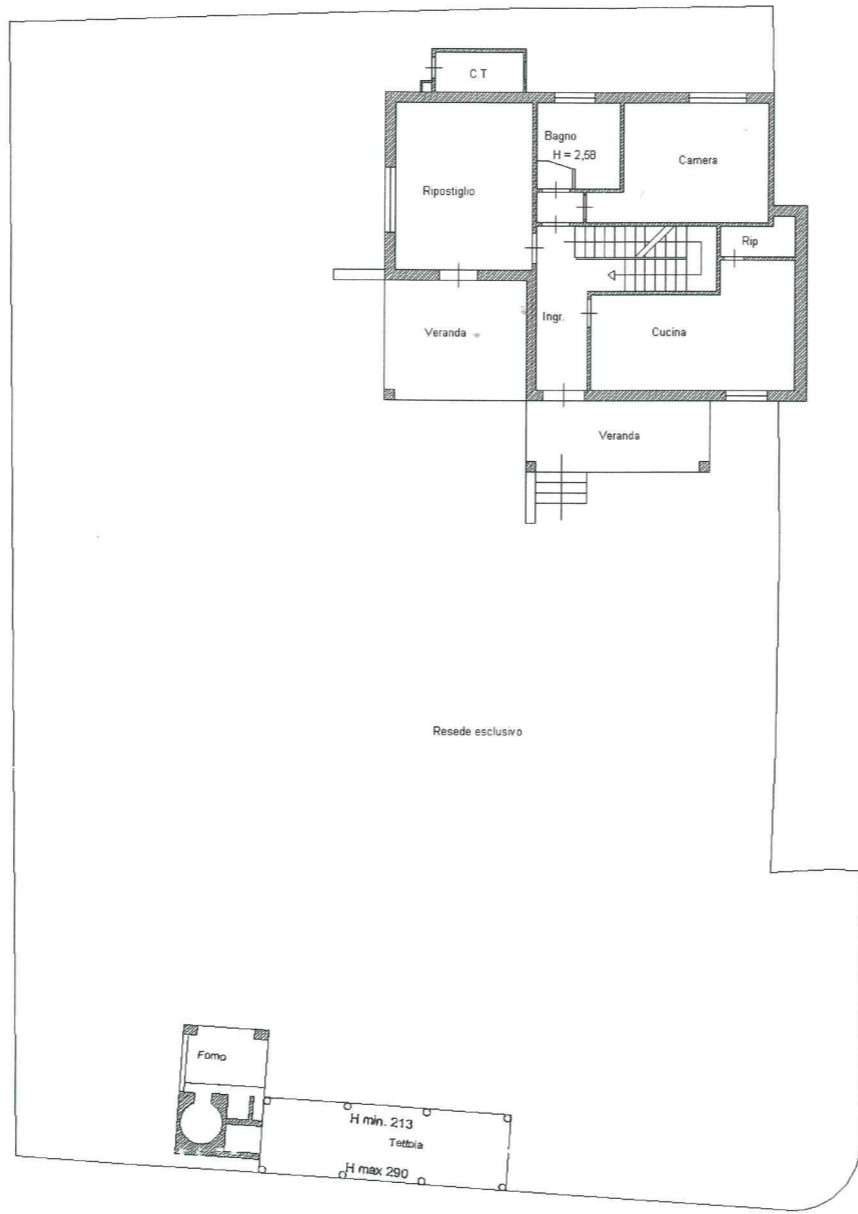 C.T
Bagno
H = 2,58
Camera
Ripostiglio
Rip
Ingr.
Veranda
Cucina
Veranda
Resede esclusivo
Forno
H min. 213
Tettoia
H max 290